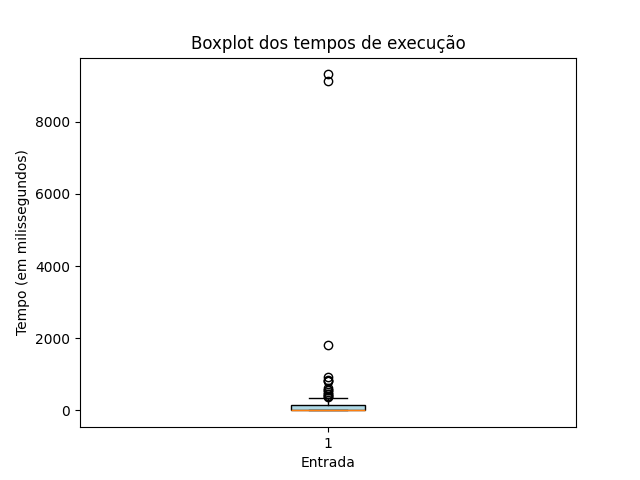 Boxplot dos tempos de execução
Tempo (em milissegundos)
8000
6000
4000
2000
0
1
Entrada